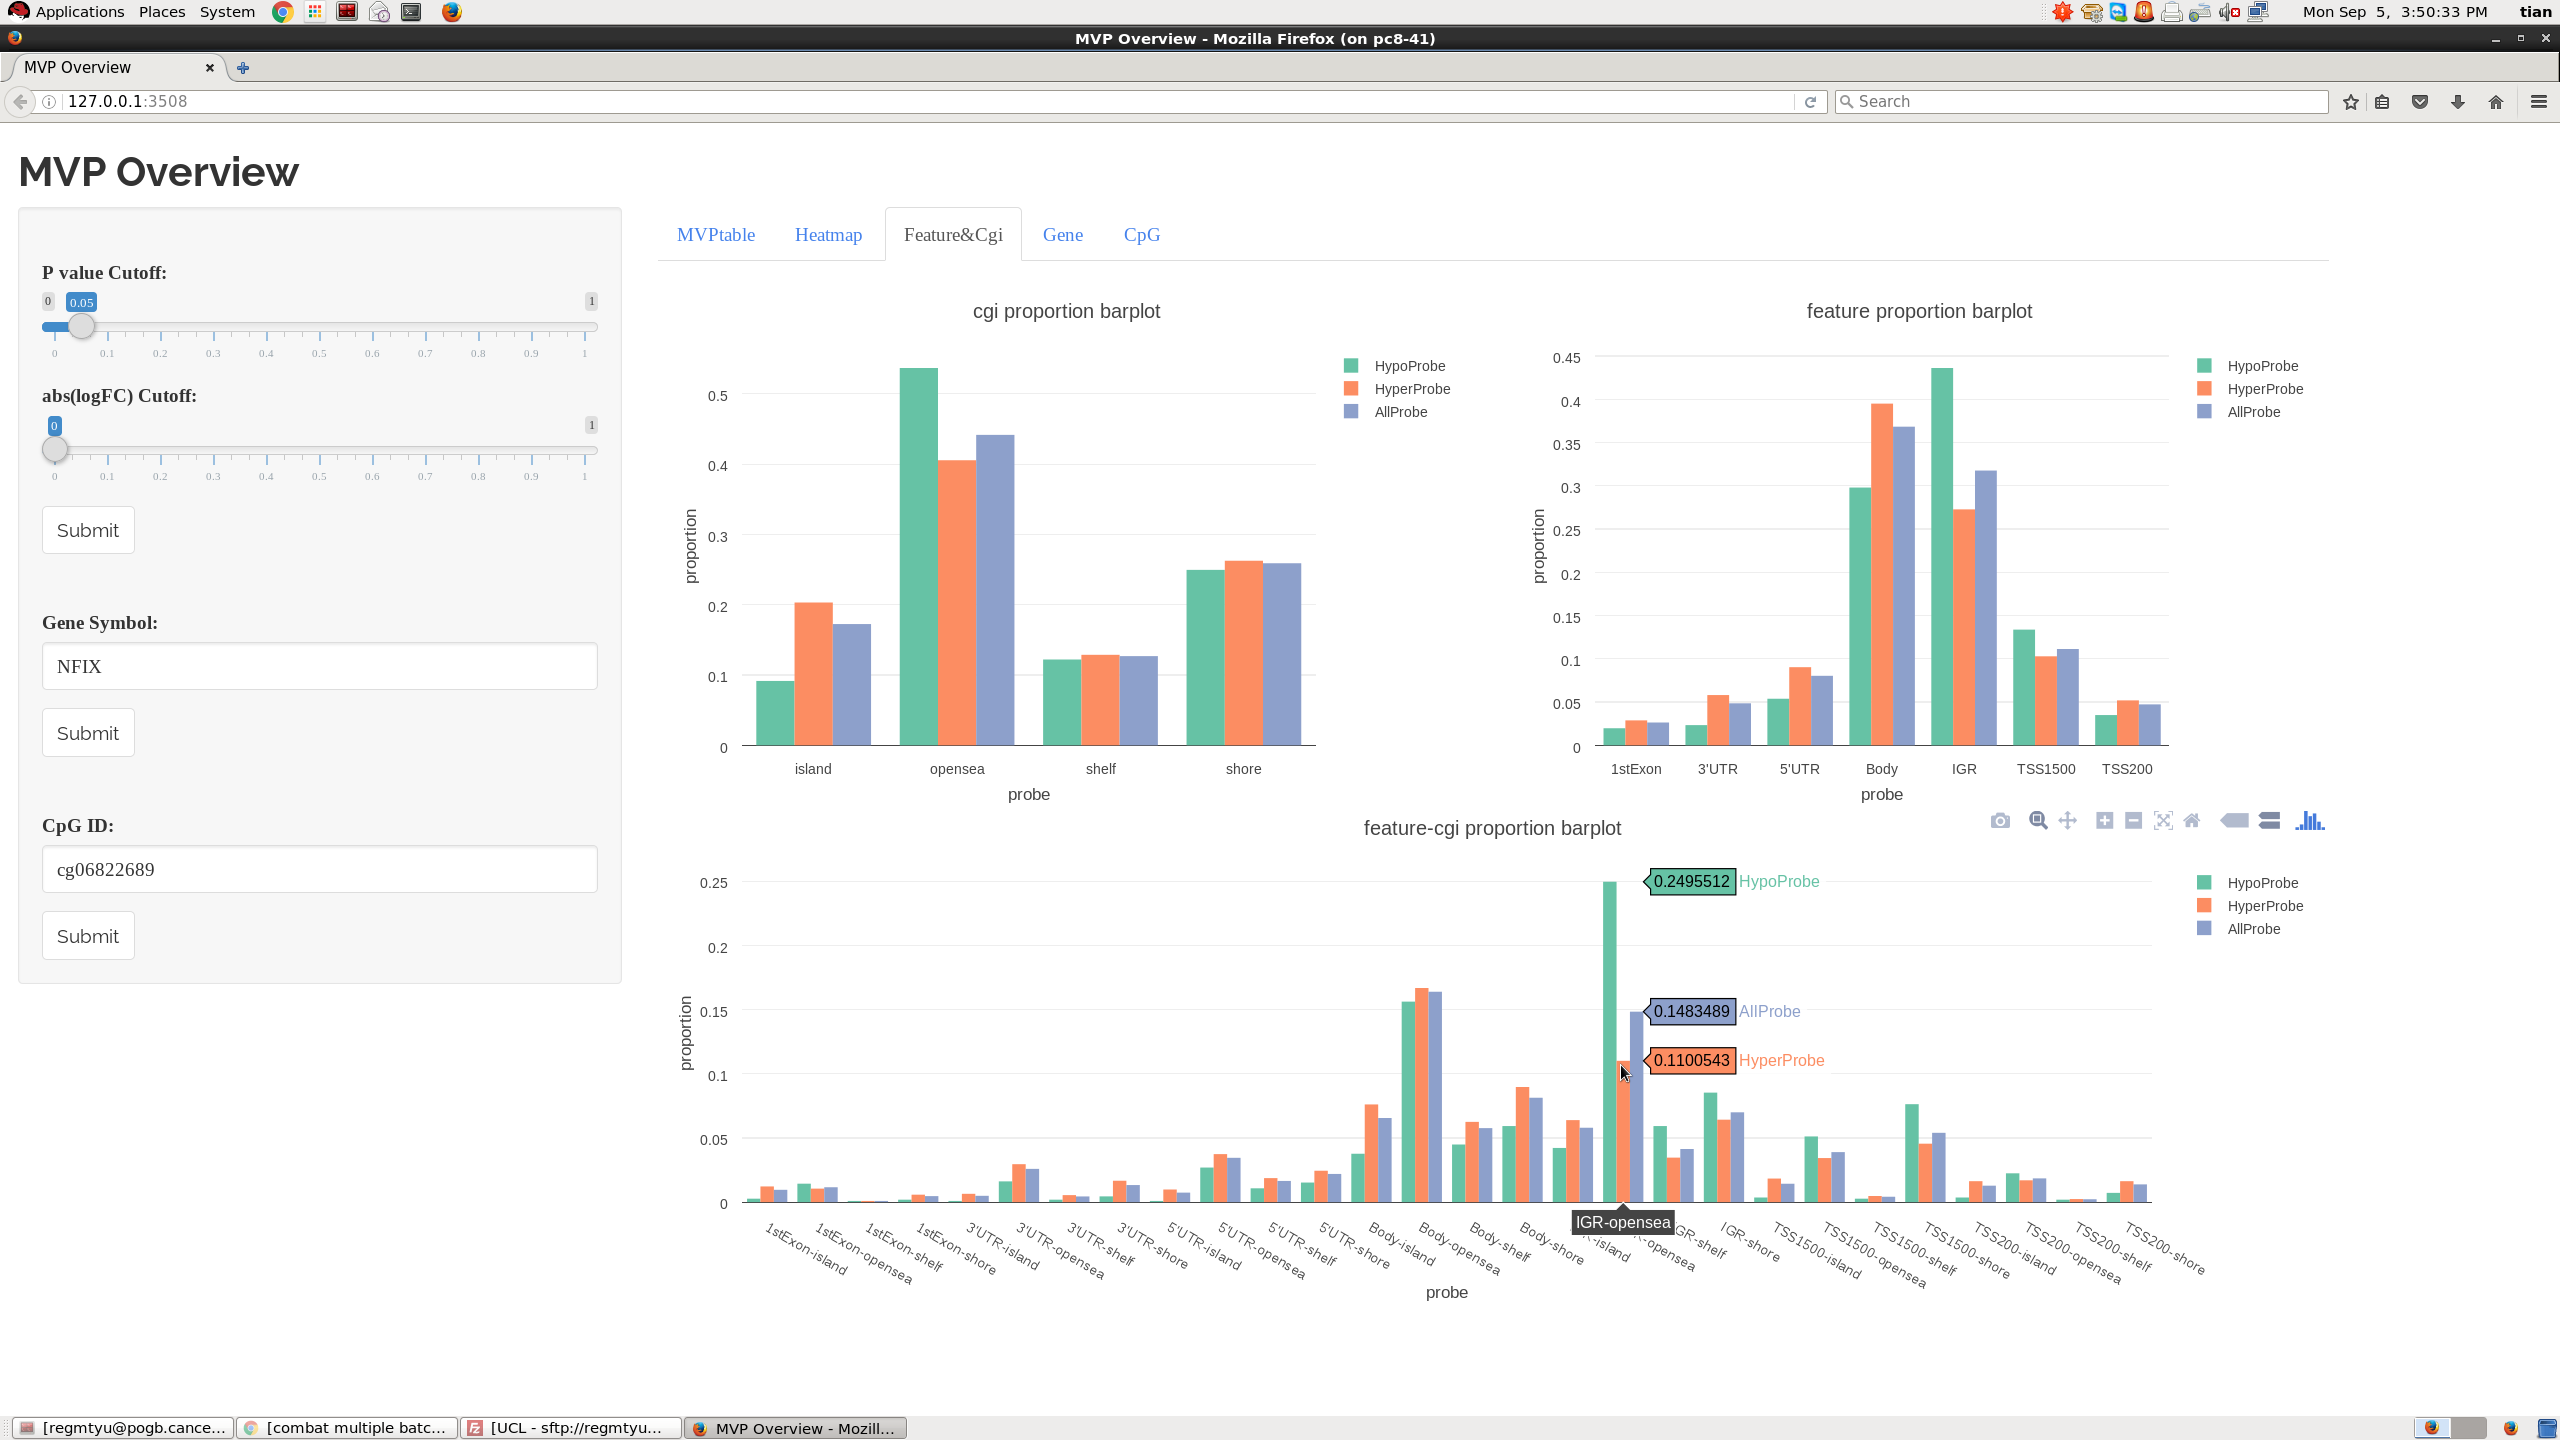 Applications Places System
Mon Sep 5, 3:50:33 PM tian
MVP Overview - Mozilla Firefox (on pc8-41)
MVP Overview
127.0.0.1:3508
Search
MVP Overview
P value Cutoff:
0 0.05 1
0 0.1 0.2 0.3 0.4 0.5 0.6 0.7 0.8 0.9 1
abs(logFC) Cutoff:
0 1
0 0.1 0.2 0.3 0.4 0.5 0.6 0.7 0.8 0.9 1
Submit
Gene Symbol:
NFIX
Submit
CpG ID:
cg06822689
Submit
MVPtable Heatmap Feature&Cgi Gene CpG
cgi proportion barplot
proportion
0.5
0.4
0.3
0.2
0.1
0
island opensea shelf shore
probe
HypoProbe
HyperProbe
AllProbe
feature proportion barplot
proportion
0.45
0.4
0.35
0.3
0.25
0.2
0.15
0.1
0.05
0
1stExon 3'UTR 5'UTR Body IGR TSS1500 TSS200
probe
HypoProbe
HyperProbe
AllProbe
feature-cgi proportion barplot
proportion
0.25
0.2
0.15
0.1
0.05
0
0.2495512 HypoProbe
0.1483489 AllProbe
0.1100543 HyperProbe
IGR-opensea
1stExon-island
1stExon-opensea
1stExon-shelf
1stExon-shore
3'UTR-island
3'UTR-opensea
3'UTR-shelf
3'UTR-shore
5'UTR-island
5'UTR-opensea
5'UTR-shelf
5'UTR-shore
Body-island
Body-opensea
Body-shelf
Body-shore
R-island
-opensea
GR-shelf
IGR-shore
TSS1500-island
TSS1500-opensea
TSS1500-shelf
TSS1500-shore
TSS200-island
TSS200-opensea
TSS200-shelf
TSS200-shore
probe
HypoProbe
HyperProbe
AllProbe
[regmtyu@pogb.cance...
[combat multiple batc...
[UCL - sftp://regmtyu...
MVP Overview - Mozill...